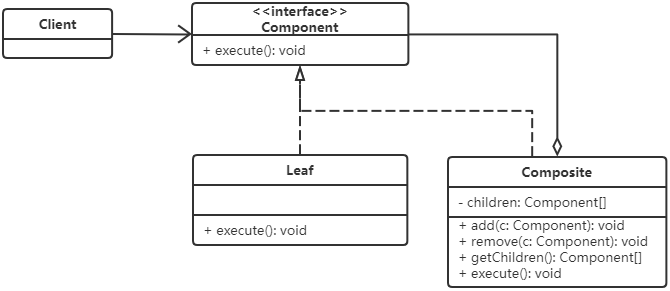 Client
<<interface>>
Component
+ execute(): void
Leaf
+ execute(): void
Composite
- children: Component[]
+ add(c: Component): void
+ remove(c: Component): void
+ getChildren(): Component[]
+ execute(): void